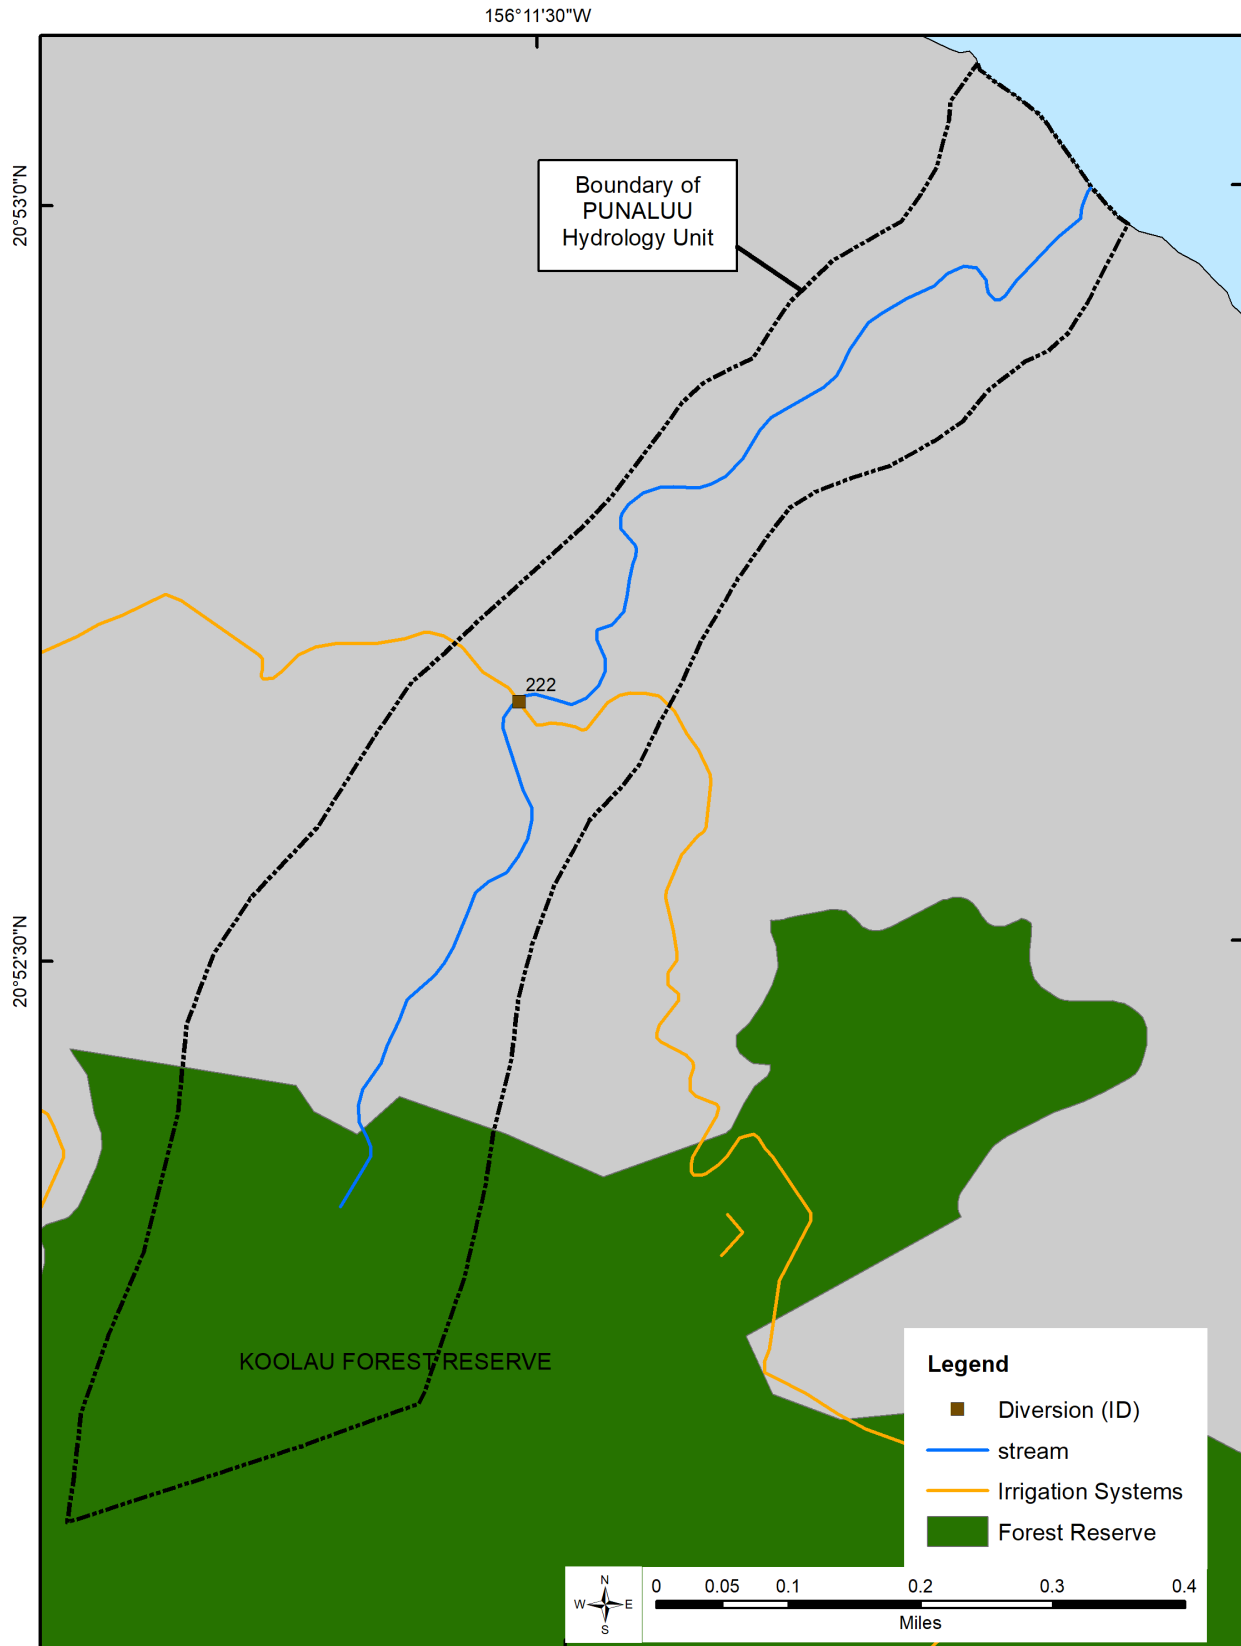 156°11'30"W
20°53'0"N
Boundary of
PUNALUU
Hydrology Unit
222
20°52'30"N
KOOLAU FOREST RESERVE
Legend
Diversion (ID)
stream
Irrigation Systems
Forest Reserve
N
W E
S
0 0.05 0.1 0.2 0.3 0.4
Miles